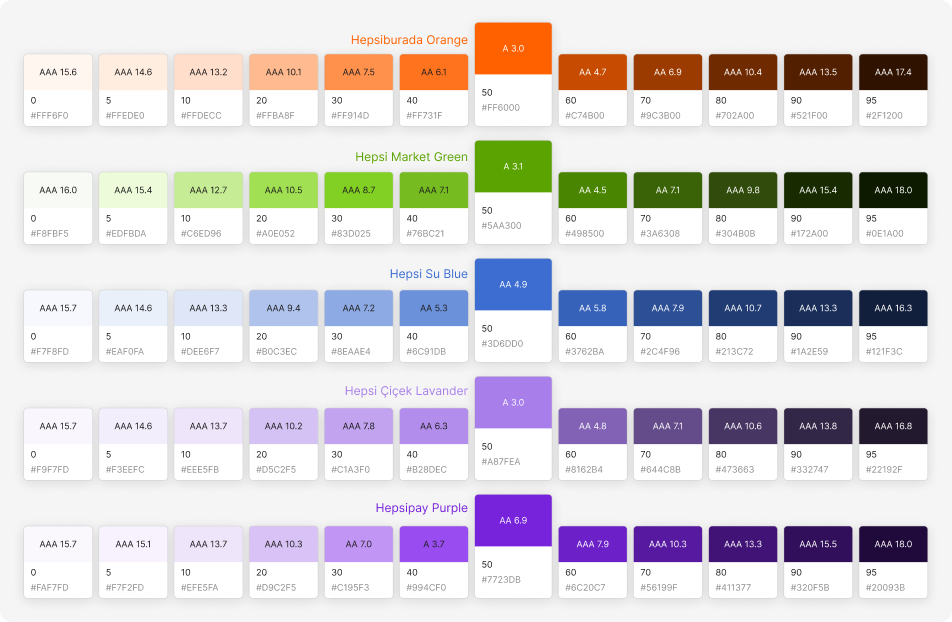 Hepsiburada Orange
AAA 15.6 AAA 14.6 AAA 13.2 AAA 10.1 AAA 7.5 AA 6.1 A 3.0 AA 4.7 AA 6.9 AAA 10.4 AAA 13.5 AAA 17.4
0 5 10 20 30 40 50 60 70 80 90 95
#FFF6F0 #FFEDE0 #FFDECC #FFBA8F #FF914D #FF731F #FF6000 #C74B00 #9C3B00 #702A00 #521F00 #2F1200
Hepsi Market Green
AAA 16.0 AAA 15.4 AAA 12.7 AAA 10.5 AAA 8.7 AAA 7.1 A 3.1 AA 4.5 AA 7.1 AAA 9.8 AAA 15.4 AAA 18.0
0 5 10 20 30 40 50 60 70 80 90 95
#F8FBF5 #EDFBDA #C6ED96 #A0E052 #83D025 #76BC21 #5AA300 #498500 #3A6308 #304B0B #172A00 #0E1A00
Hepsi Su Blue
AAA 15.7 AAA 14.6 AAA 13.3 AAA 9.4 AAA 7.2 AA 5.3 AA 4.9 AA 5.8 AAA 7.9 AAA 10.7 AAA 13.3 AAA 16.3
0 5 10 20 30 40 50 60 70 80 90 95
#F7F8FD #EAF0FA #DEE6F7 #B0C3EC #8EAAE4 #6C91DB #3D6DD0 #3762BA #2C4F96 #213C72 #1A2E59 #121F3C
Hepsi Çiçek Lavander
AAA 15.7 AAA 14.6 AAA 13.7 AAA 10.2 AAA 7.8 AA 6.3 A 3.0 AA 4.8 AAA 7.1 AAA 10.6 AAA 13.8 AAA 16.8
0 5 10 20 30 40 50 60 70 80 90 95
#F9F7FD #F3EEFC #EEE5FB #D5C2F5 #C1A3F0 #B28DEC #A87FEA #8162B4 #644C8B #473663 #332747 #22192F
Hepsipay Purple
AAA 15.7 AAA 15.1 AAA 13.7 AAA 10.3 AA 7.0 A 3.7 AA 6.9 AAA 7.9 AAA 10.3 AAA 13.3 AAA 15.5 AAA 18.0
0 5 10 20 30 40 50 60 70 80 90 95
#FAF7FD #F7F2FD #EFE5FA #D9C2F5 #C195F3 #994CF0 #7723DB #6C20C7 #56199F #411377 #320F5B #20093B